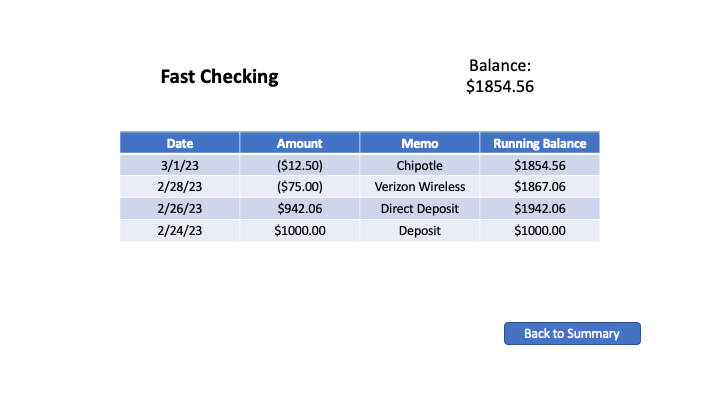 Fast Checking
Balance:
$1854.56
Date Amount Memo Running Balance
3/1/23 ($12.50) Chipotle $1854.56
2/28/23 ($75.00) Verizon Wireless $1867.06
2/26/23 $942.06 Direct Deposit $1942.06
2/24/23 $1000.00 Deposit $1000.00
Back to Summary